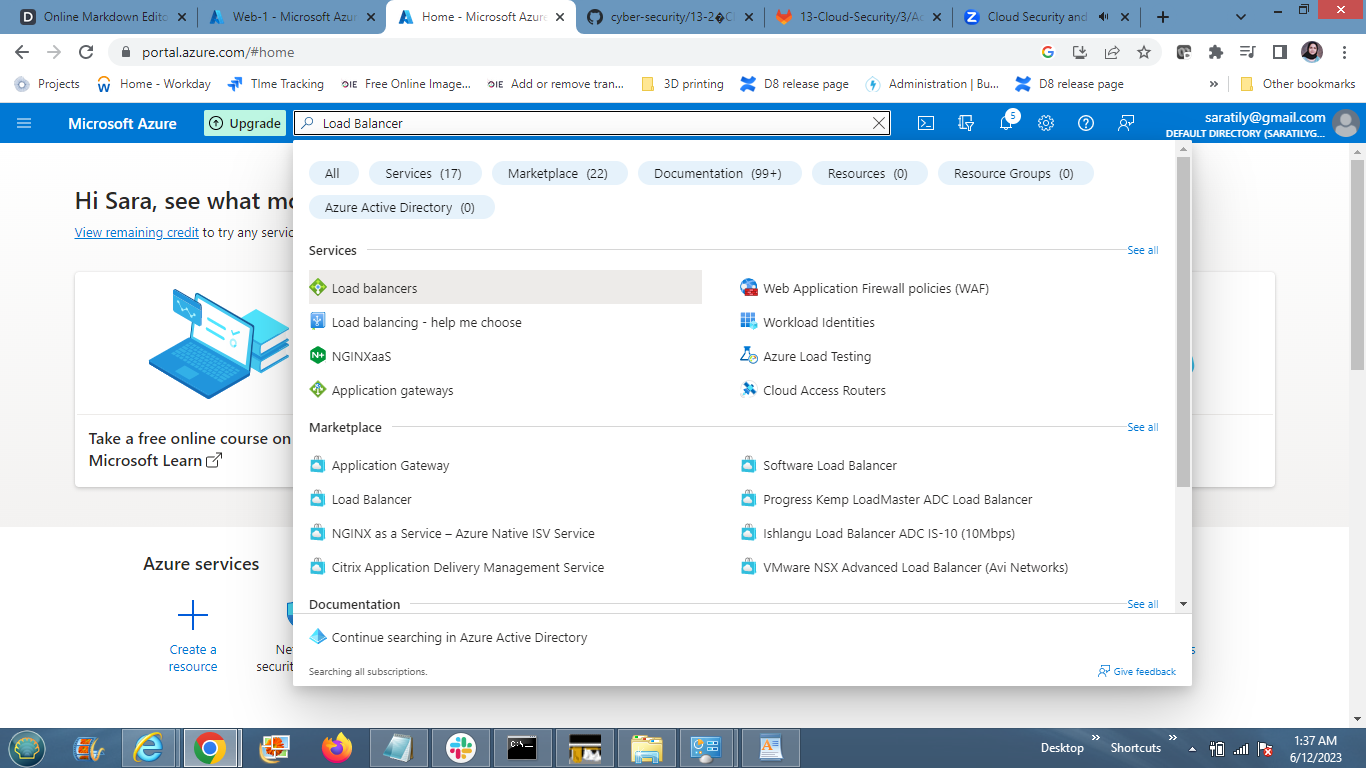 Online Markdown Edito
Web-1 - Microsoft Azur
Home - Microsoft Azure
cyber-security/13-2�Cl
13-Cloud-Security/3/Ac
Cloud Security and
portal.azure.com/#home
Projects
Home - Workday
TIme Tracking
Free Online Image...
Add or remove tran...
3D printing
D8 release page
Administration | Bu...
D8 release page
»
Other bookmarks
Microsoft Azure
Upgrade
Load Balancer
5
saratily@gmail.com
DEFAULT DIRECTORY (SARATILYG...
All
Services (17)
Marketplace (22)
Documentation (99+)
Resources (0)
Resource Groups (0)
Azure Active Directory (0)
Hi Sara, see what mo
View remaining credit to try any servic
Services
See all
Load balancers
Web Application Firewall policies (WAF)
Load balancing - help me choose
Workload Identities
NGINXaaS
Azure Load Testing
Application gateways
Cloud Access Routers
Marketplace
See all
Take a free online course on
Microsoft Learn
Application Gateway
Software Load Balancer
Load Balancer
Progress Kemp LoadMaster ADC Load Balancer
NGINX as a Service – Azure Native ISV Service
Ishlangu Load Balancer ADC IS-10 (10Mbps)
Citrix Application Delivery Management Service
VMware NSX Advanced Load Balancer (Avi Networks)
Azure services
Documentation
See all
Continue searching in Azure Active Directory
Create a
resource
Ne
securit
s
Searching all subscriptions.
Give feedback
Desktop
»
Shortcuts
»
1:37 AM
6/12/2023